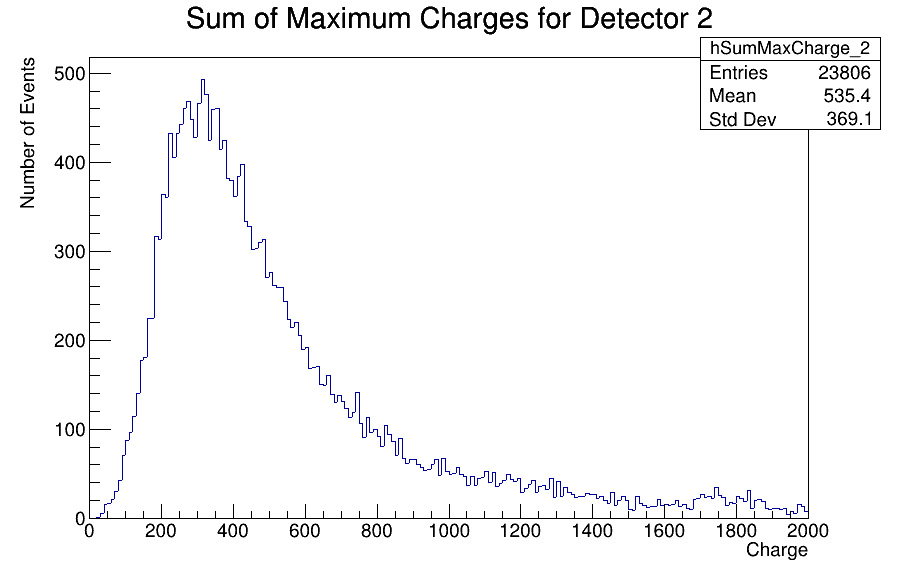 Sum of Maximum Charges for Detector 2
hSumMaxCharge_2
Entries 23806
Mean 535.4
Std Dev 369.1
Number of Events
500
400
300
200
100
0
0 200 400 600 800 1000 1200 1400 1600 1800 2000
Charge